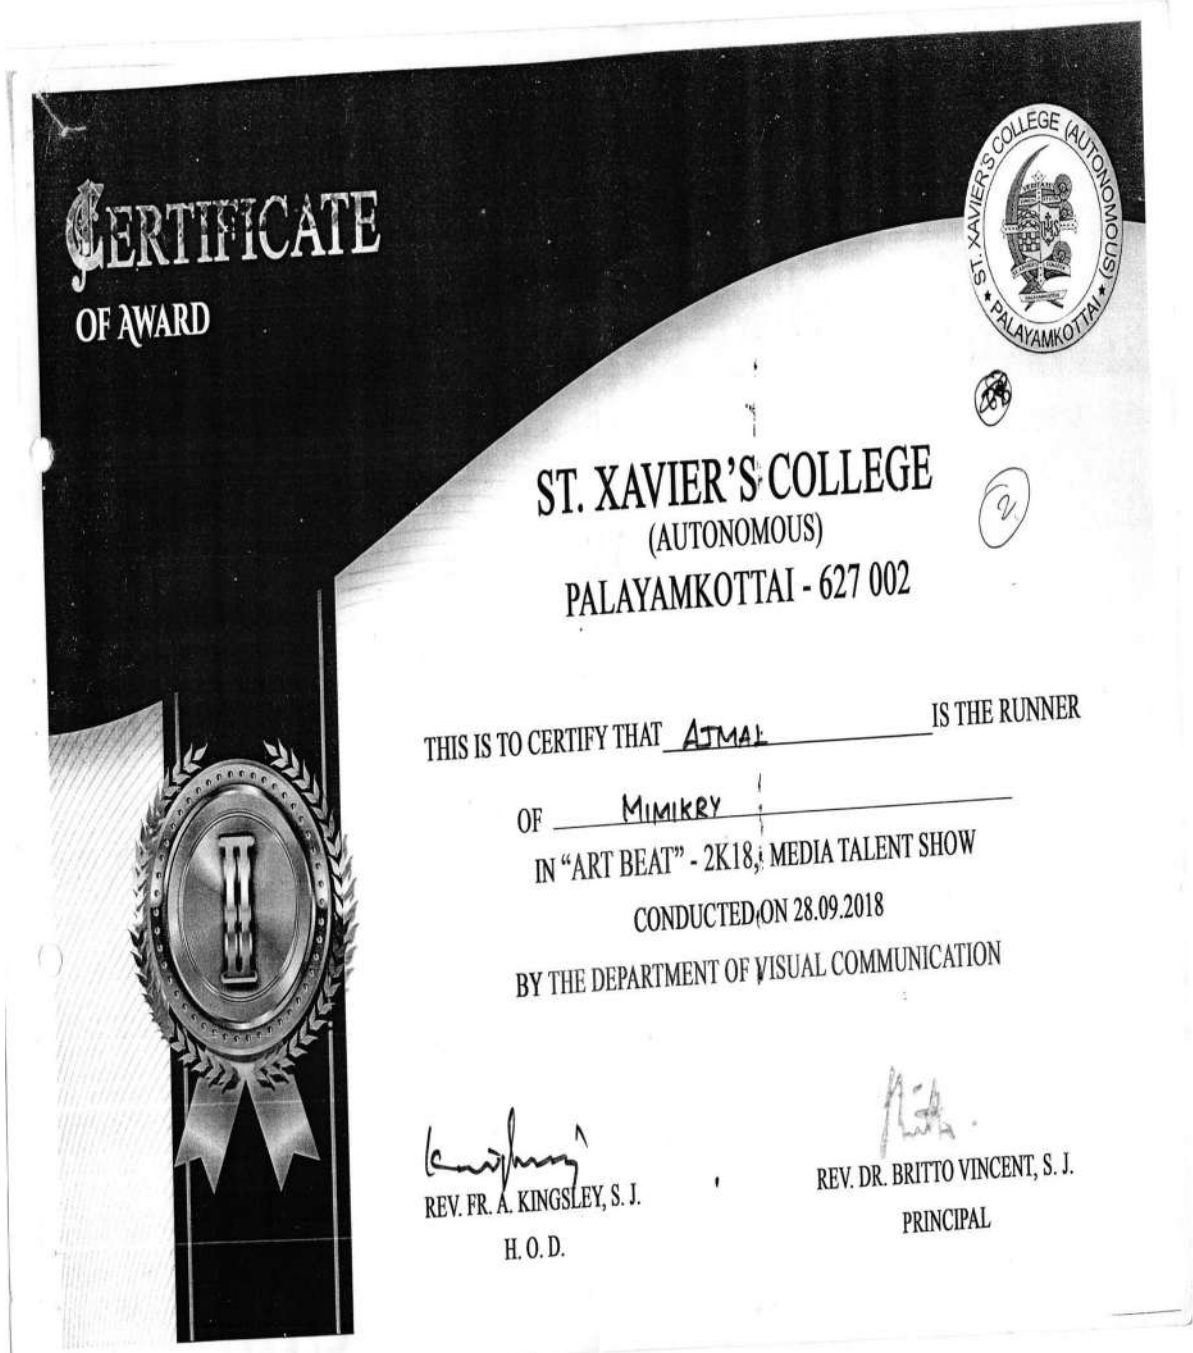 CERTIFICATE
OF AWARD
ST. XAVIER'S COLLEGE (AUTONOMOUS)
★ PALAYAMKOTTAI ★
ST. XAVIER'S COLLEGE
(AUTONOMOUS)
2
PALAYAMKOTTAI - 627 002
THIS IS TO CERTIFY THAT AJMAL IS THE RUNNER
OF MIMIKRY
IN “ART BEAT” - 2K18, MEDIA TALENT SHOW
CONDUCTED ON 28.09.2018
BY THE DEPARTMENT OF VISUAL COMMUNICATION
REV. FR. A. KINGSLEY, S. J.
H. O. D.
REV. DR. BRITTO VINCENT, S. J.
PRINCIPAL